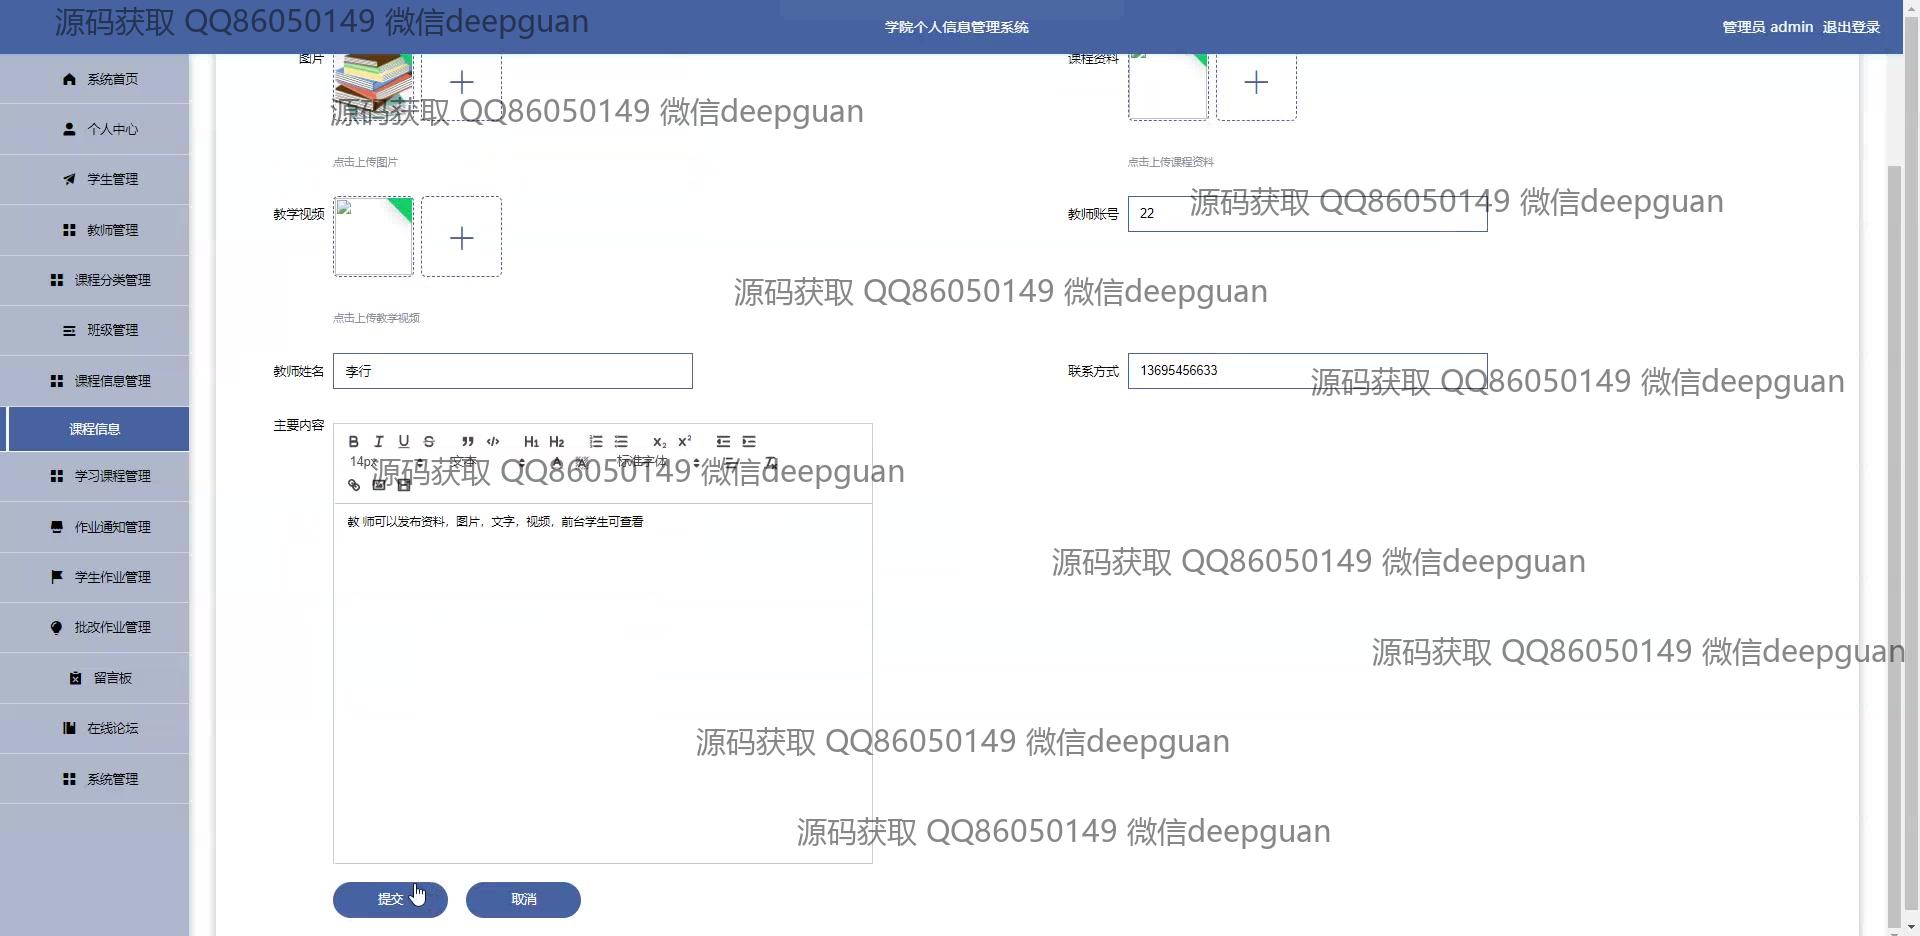 源码获取 QQ86050149 微信deepguan
学院个人信息管理系统
管理员 admin 退出登录
系统首页
个人中心
学生管理
教师管理
课程分类管理
班级管理
课程信息管理
课程信息
学习课程管理
作业通知管理
学生作业管理
批改作业管理
留言板
在线论坛
系统管理
图片
课程资料
源码获取 QQ86050149 微信deepguan
点击上传图片
点击上传课程资料
源码获取 QQ86050149 微信deepguan
教学视频
教师账号 22
源码获取 QQ86050149 微信deepguan
点击上传教学视频
教师姓名 李行
联系方式 13695456633
源码获取 QQ86050149 微信deepguan
主要内容
B I U S H1 H2 x2 x2
14px 文本 标准字体
源码获取 QQ86050149 微信deepguan
教 师可以发布资料，图片，文字，视频，前台学生可查看
源码获取 QQ86050149 微信deepguan
源码获取 QQ86050149 微信deepguan
源码获取 QQ86050149 微信deepguan
源码获取 QQ86050149 微信deepguan
提交
取消